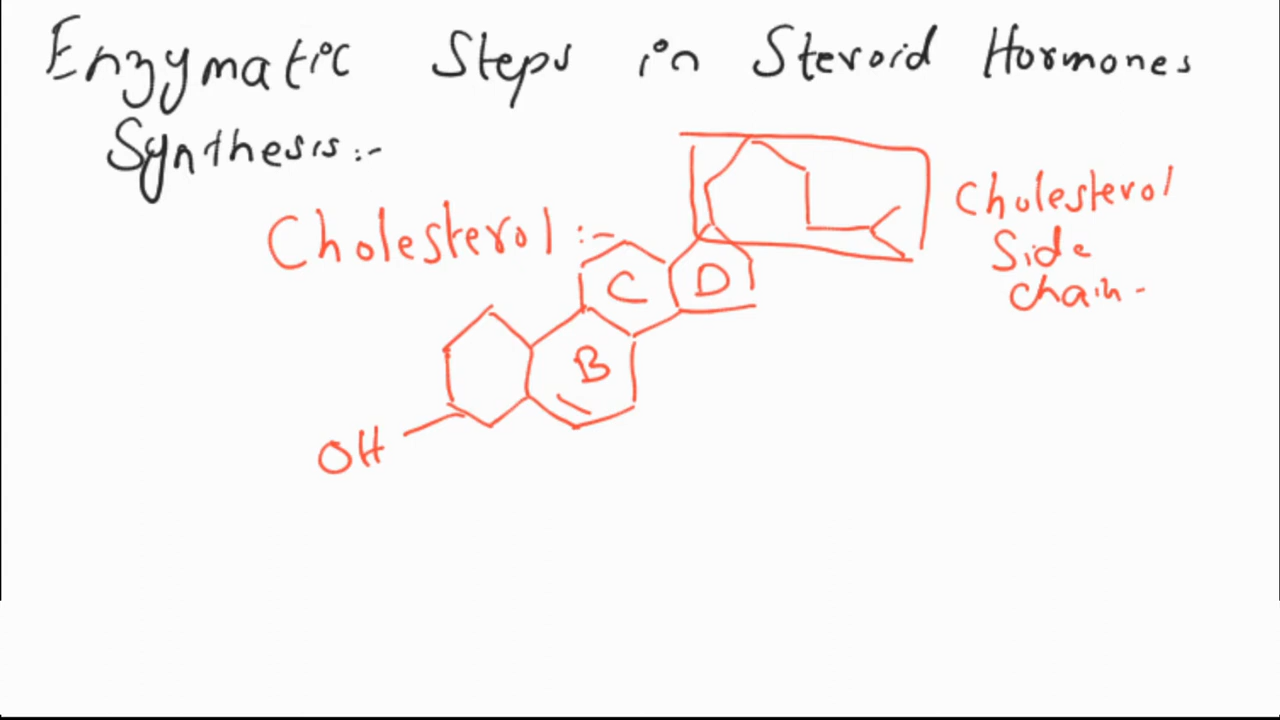 Enzymatic Steps in Steroid Hormones
Synthesis :-
Cholesterol :-
Cholesterol
Side
chain -
C
D
B
OH